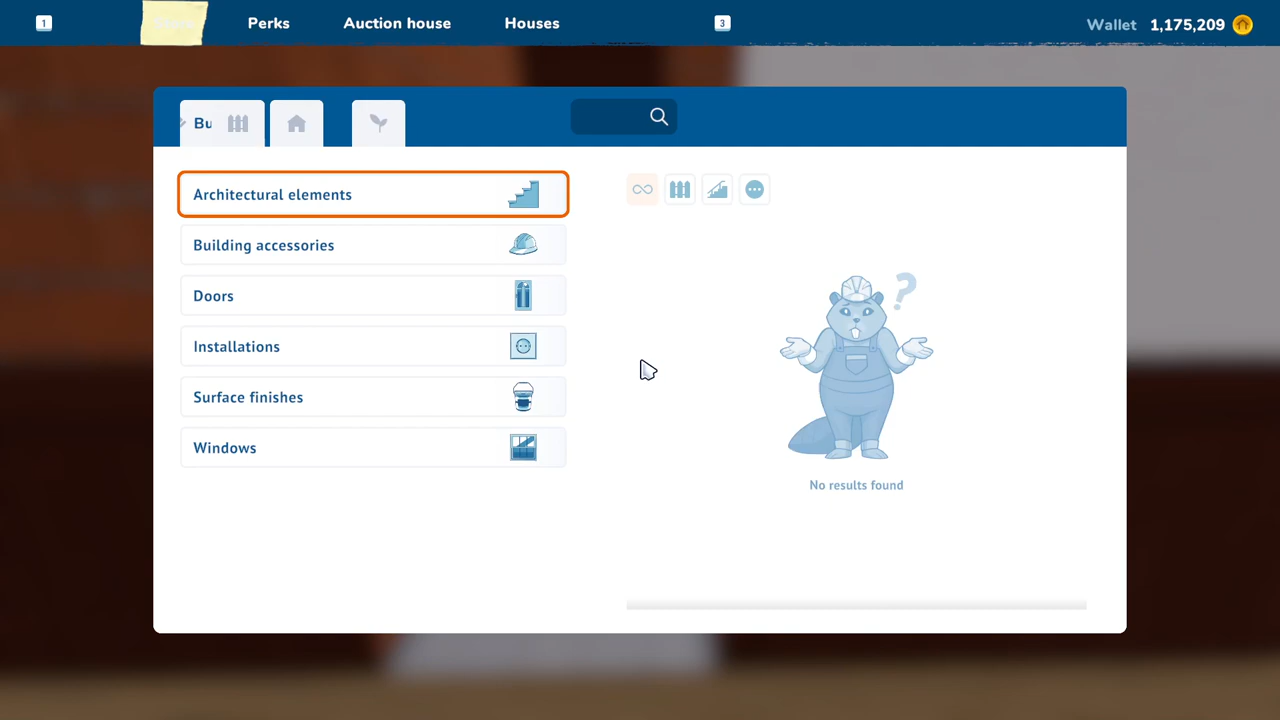 1
Perks
Auction house
Houses
3
Wallet 1,175,209
Bu
Architectural elements
Building accessories
Doors
Installations
Surface finishes
Windows
?
No results found